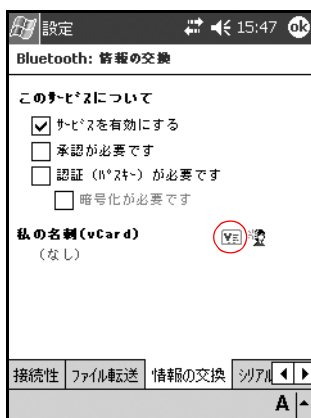 設定 15:47 ok
Bluetooth: 情報の交換
このｻｰﾋﾞｽについて
ｻｰﾋﾞｽを有効にする
承認が必要です
認証 (ﾊﾟｽｷｰ) が必要です
暗号化が必要です
私の名刺(vCard)
(なし)
接続性 ファイル転送 情報の交換 ｼﾘｱﾙ
A